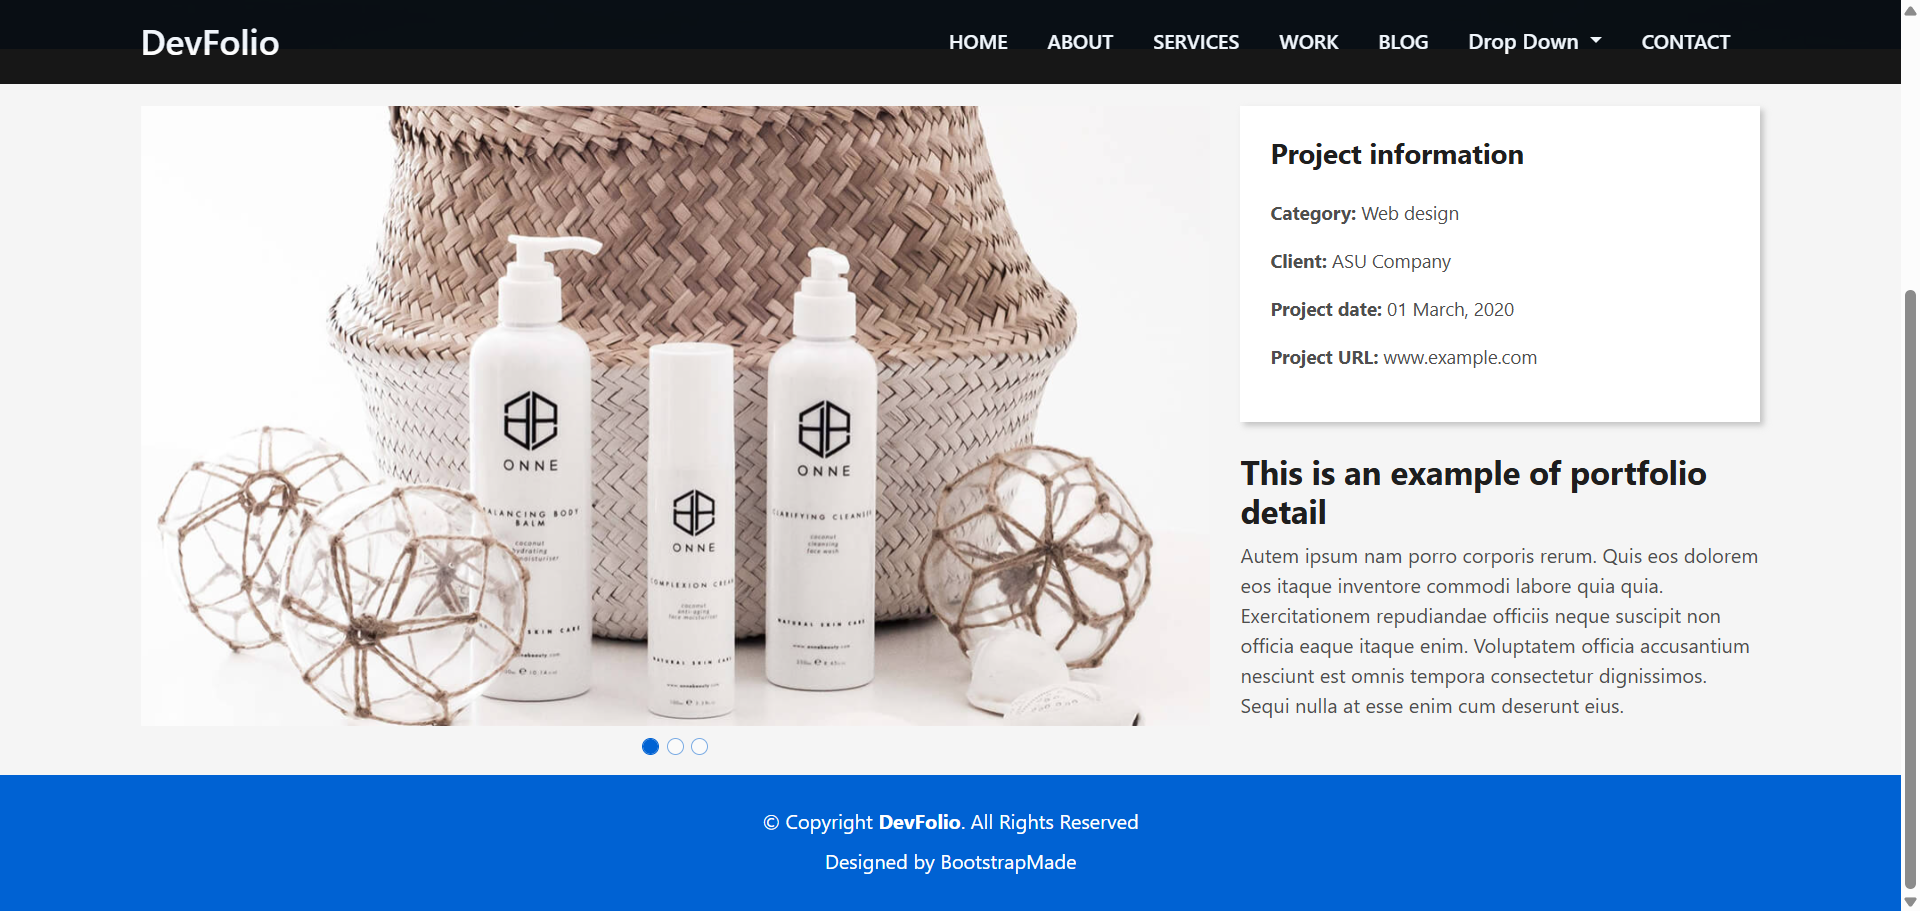 DevFolio
HOME ABOUT SERVICES WORK BLOG Drop Down CONTACT
ONNE
BALANCING BODY
BALM
coconut
hydrating
moisturiser
SKIN CARE
ONNE
COMPLEXION CREAM
coconut
anti-aging
face moisturiser
NATURAL SKIN CARE
ONNE
CLARIFYING CLEANSER
coconut
cleansing
face wash
NATURAL SKIN CARE
Project information
Category: Web design
Client: ASU Company
Project date: 01 March, 2020
Project URL: www.example.com
This is an example of portfolio
detail
Autem ipsum nam porro corporis rerum. Quis eos dolorem
eos itaque inventore commodi labore quia quia.
Exercitationem repudiandae officiis neque suscipit non
officia eaque itaque enim. Voluptatem officia accusantium
nesciunt est omnis tempora consectetur dignissimos.
Sequi nulla at esse enim cum deserunt eius.
© Copyright DevFolio. All Rights Reserved
Designed by BootstrapMade